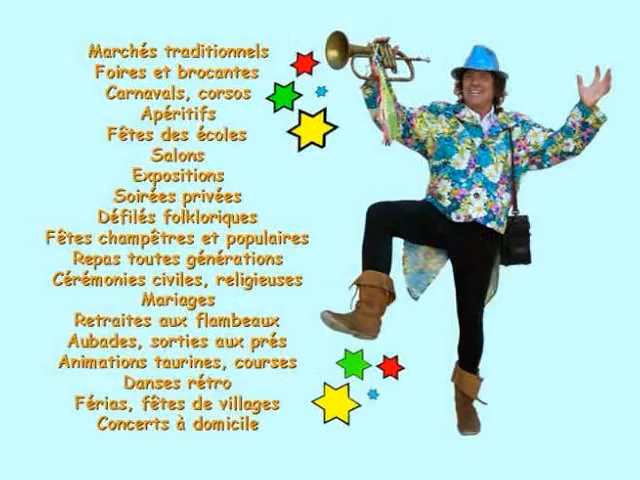 Marchés traditionnels
Foires et brocantes
Carnavals, corsos
Apéritifs
Fêtes des écoles
Salons
Expositions
Soirées privées
Défilés folkloriques
Fêtes champêtres et populaires
Repas toutes générations
Cérémonies civiles, religieuses
Mariages
Retraites aux flambeaux
Aubades, sorties aux prés
Animations taurines, courses
Danses rétro
Férias, fêtes de villages
Concerts à domicile